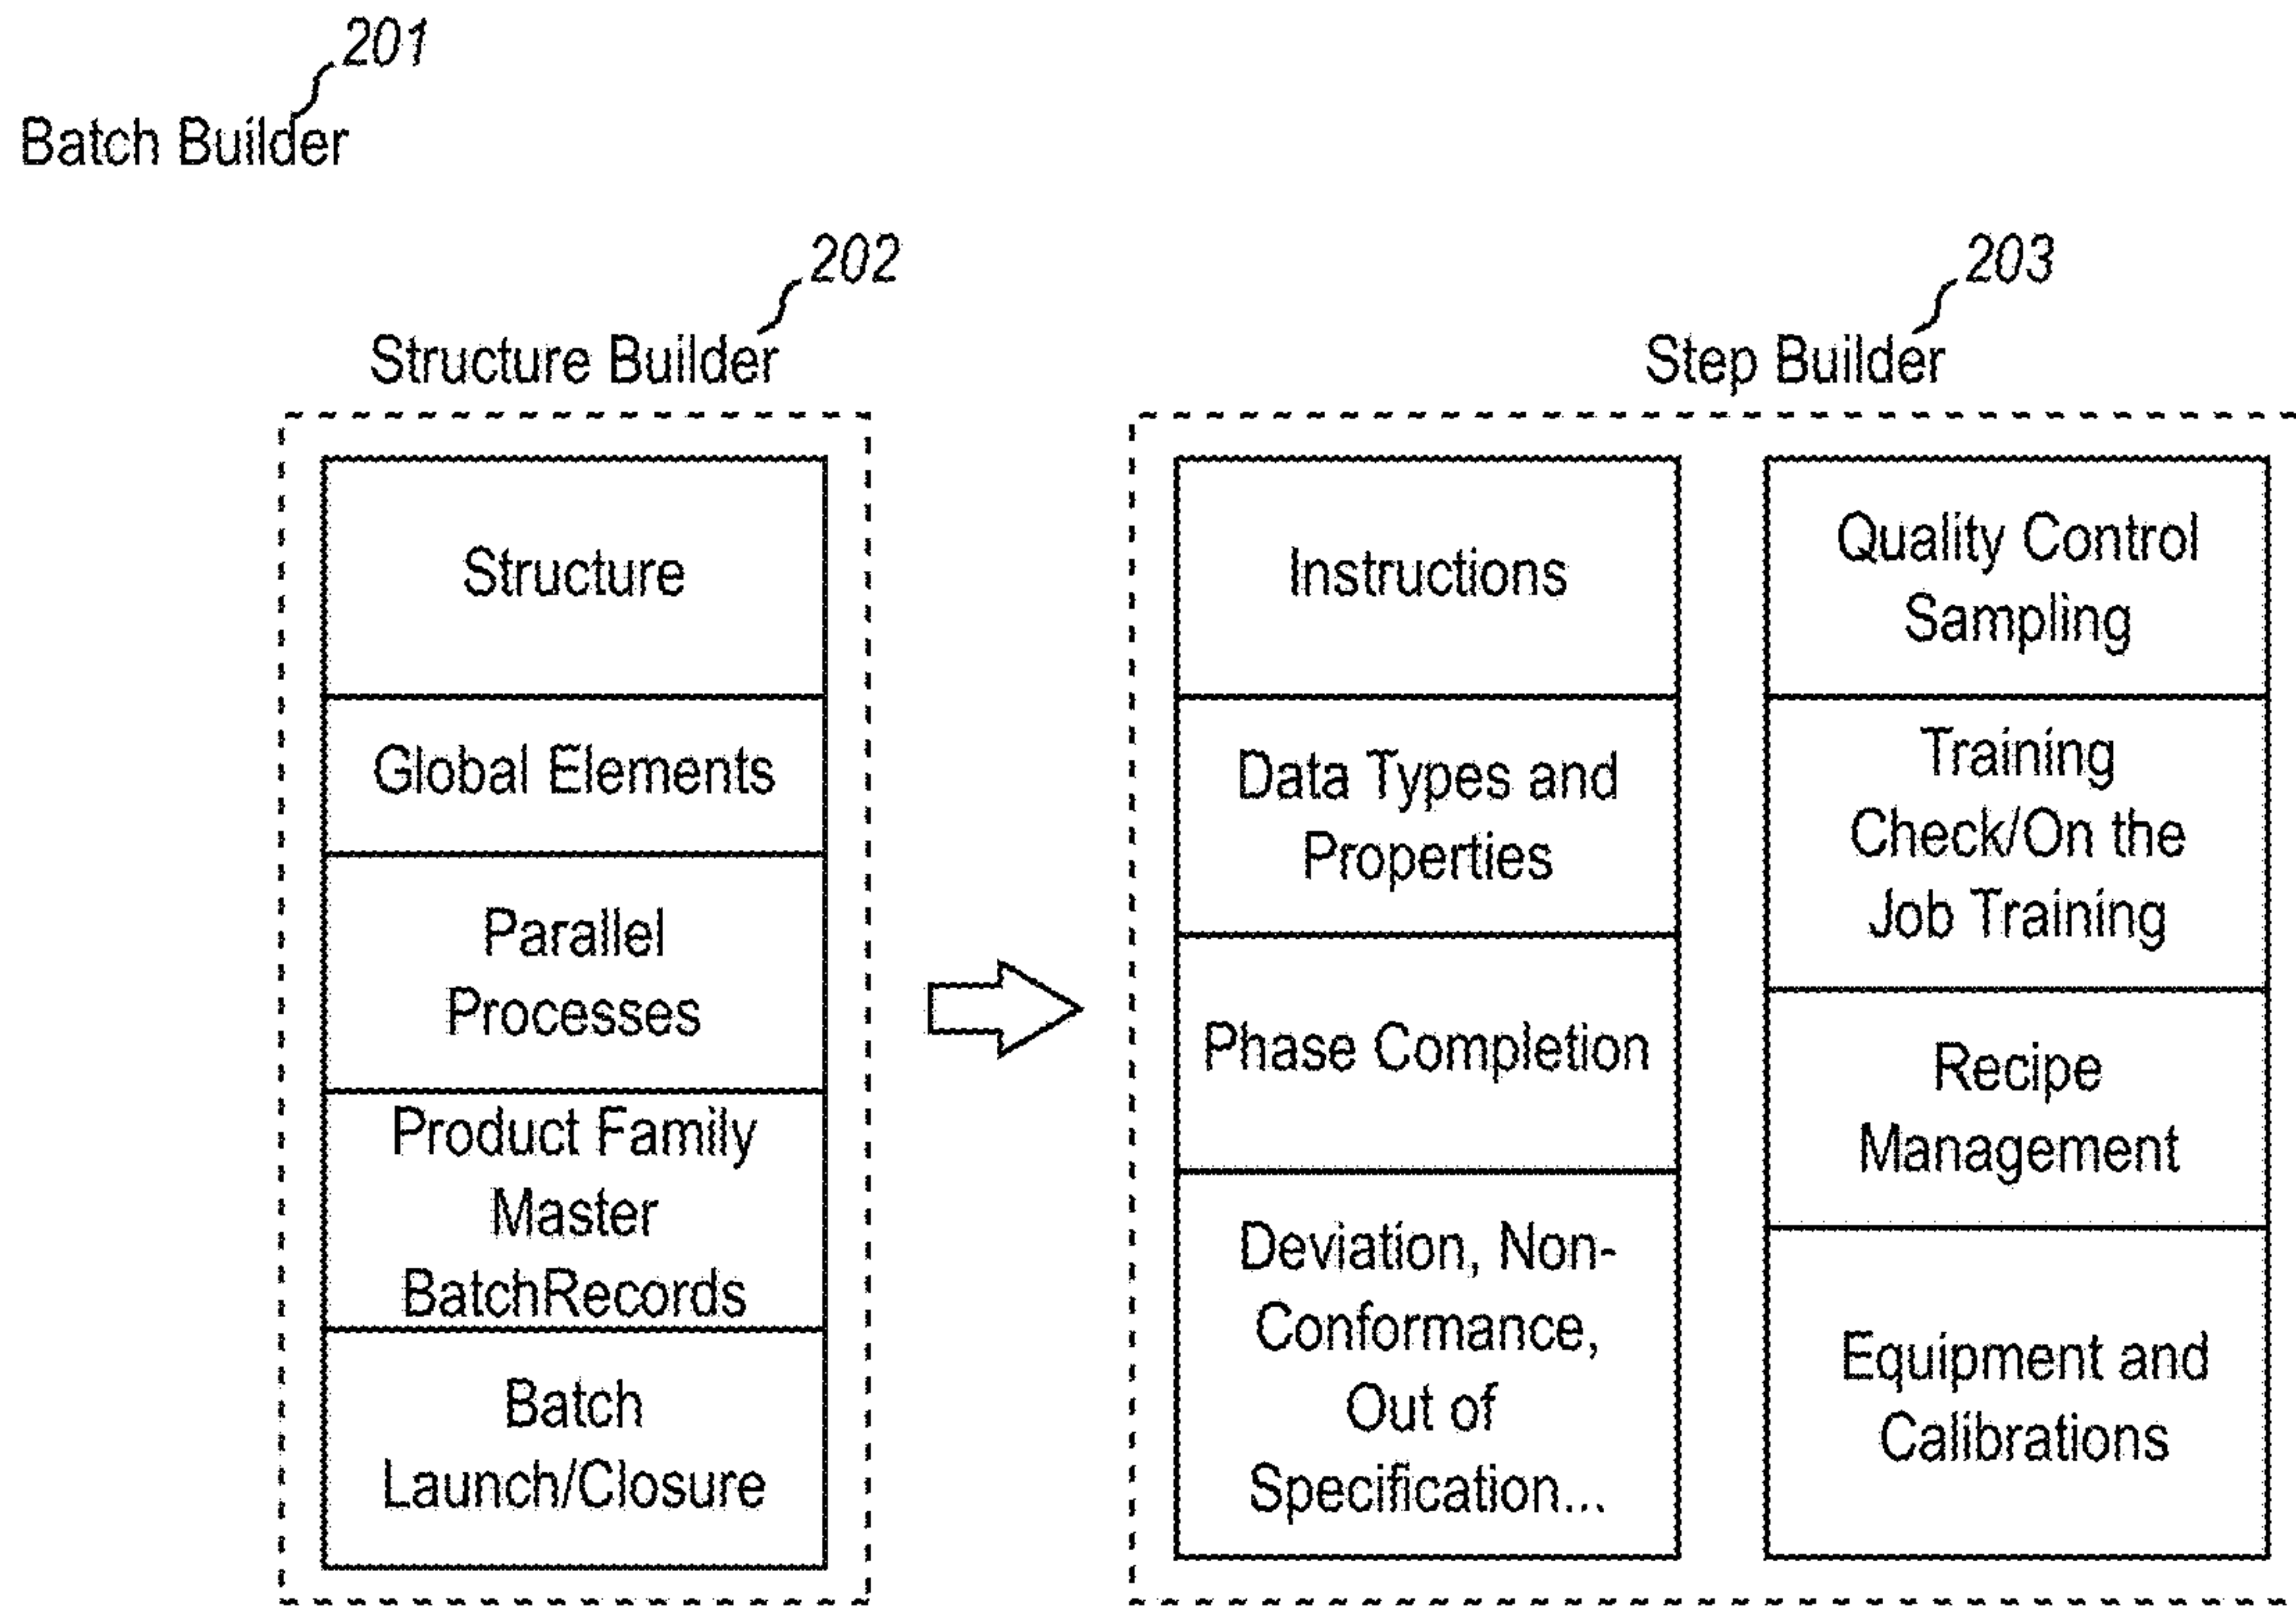 201
Batch Builder
202
Structure Builder
Structure
Global Elements
Parallel
Processes
Product Family
Master
BatchRecords
Batch
Launch/Closure
203
Step Builder
Instructions
Data Types and
Properties
Phase Completion
Deviation, Non-
Conformance,
Out of
Specification...
Quality Control
Sampling
Training
Check/On the
Job Training
Recipe
Management
Equipment and
Calibrations